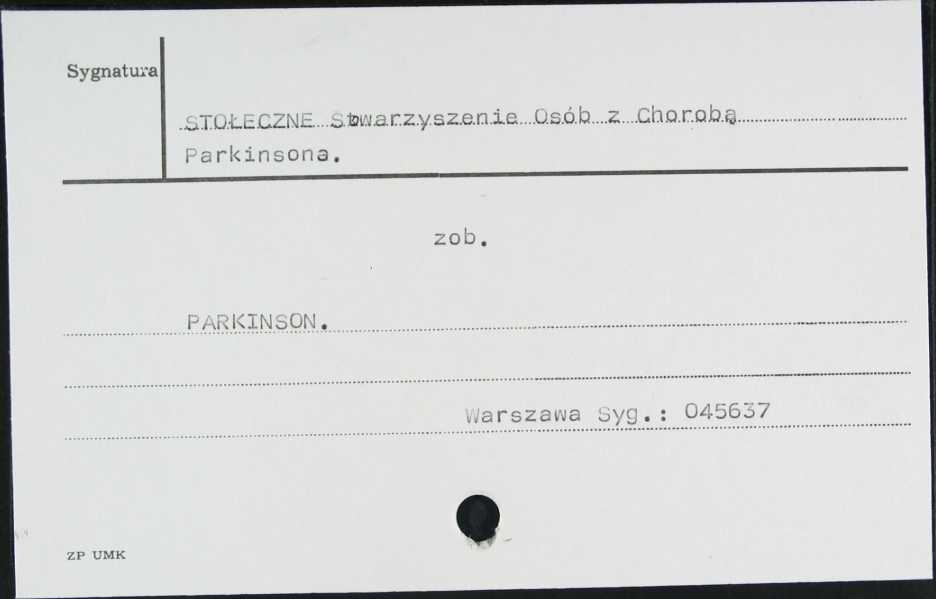 Sygnatura
STOŁECZNE Stowarzyszenie Osób z Chorobą
Parkinsona.
zob.
PARKINSON.
Warszawa Syg.: 045637
ZP UMK